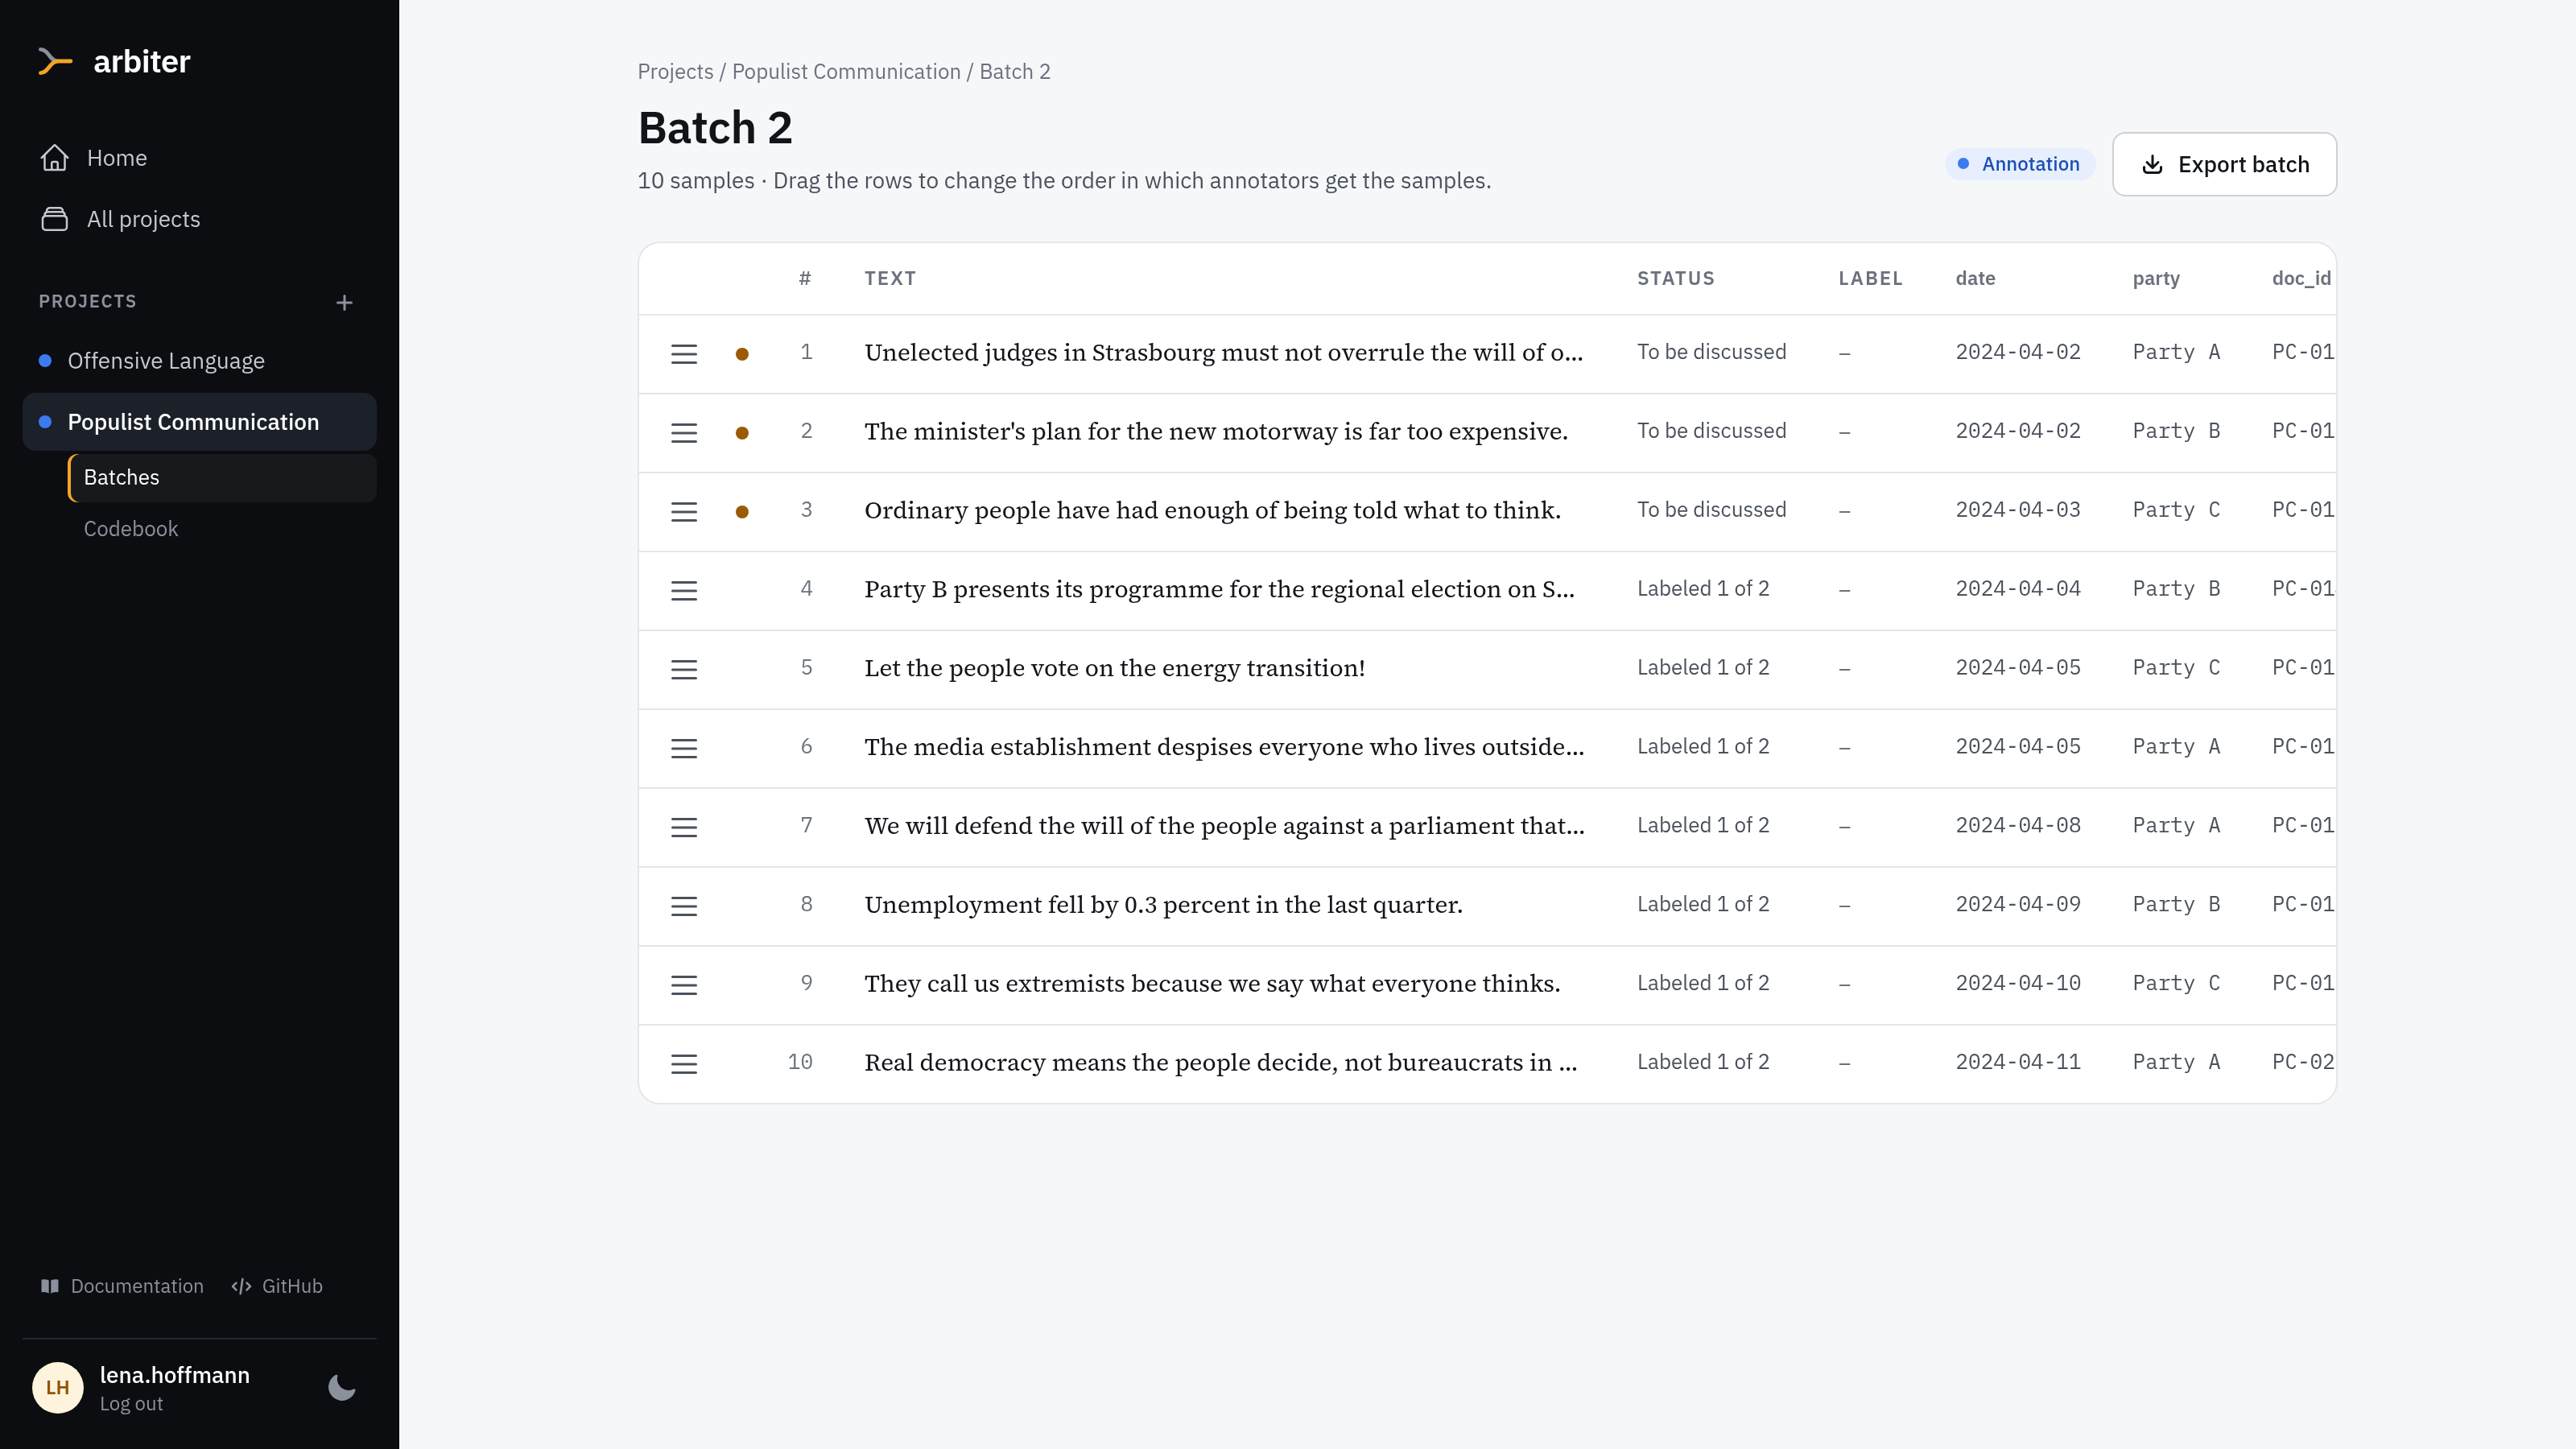 arbiter
Home
All projects
PROJECTS
Offensive Language
Populist Communication
Batches
Codebook
Documentation
GitHub
LH
lena.hoffmann
Log out
Projects / Populist Communication / Batch 2
Batch 2
10 samples · Drag the rows to change the order in which annotators get the samples.
Annotation
Export batch
# TEXT STATUS LABEL date party doc_id
1 Unelected judges in Strasbourg must not overrule the will of o... To be discussed – 2024-04-02 Party A PC-01
2 The minister's plan for the new motorway is far too expensive. To be discussed – 2024-04-02 Party B PC-01
3 Ordinary people have had enough of being told what to think. To be discussed – 2024-04-03 Party C PC-01
4 Party B presents its programme for the regional election on S... Labeled 1 of 2 – 2024-04-04 Party B PC-01
5 Let the people vote on the energy transition! Labeled 1 of 2 – 2024-04-05 Party C PC-01
6 The media establishment despises everyone who lives outside... Labeled 1 of 2 – 2024-04-05 Party A PC-01
7 We will defend the will of the people against a parliament that... Labeled 1 of 2 – 2024-04-08 Party A PC-01
8 Unemployment fell by 0.3 percent in the last quarter. Labeled 1 of 2 – 2024-04-09 Party B PC-01
9 They call us extremists because we say what everyone thinks. Labeled 1 of 2 – 2024-04-10 Party C PC-01
10 Real democracy means the people decide, not bureaucrats in ... Labeled 1 of 2 – 2024-04-11 Party A PC-02